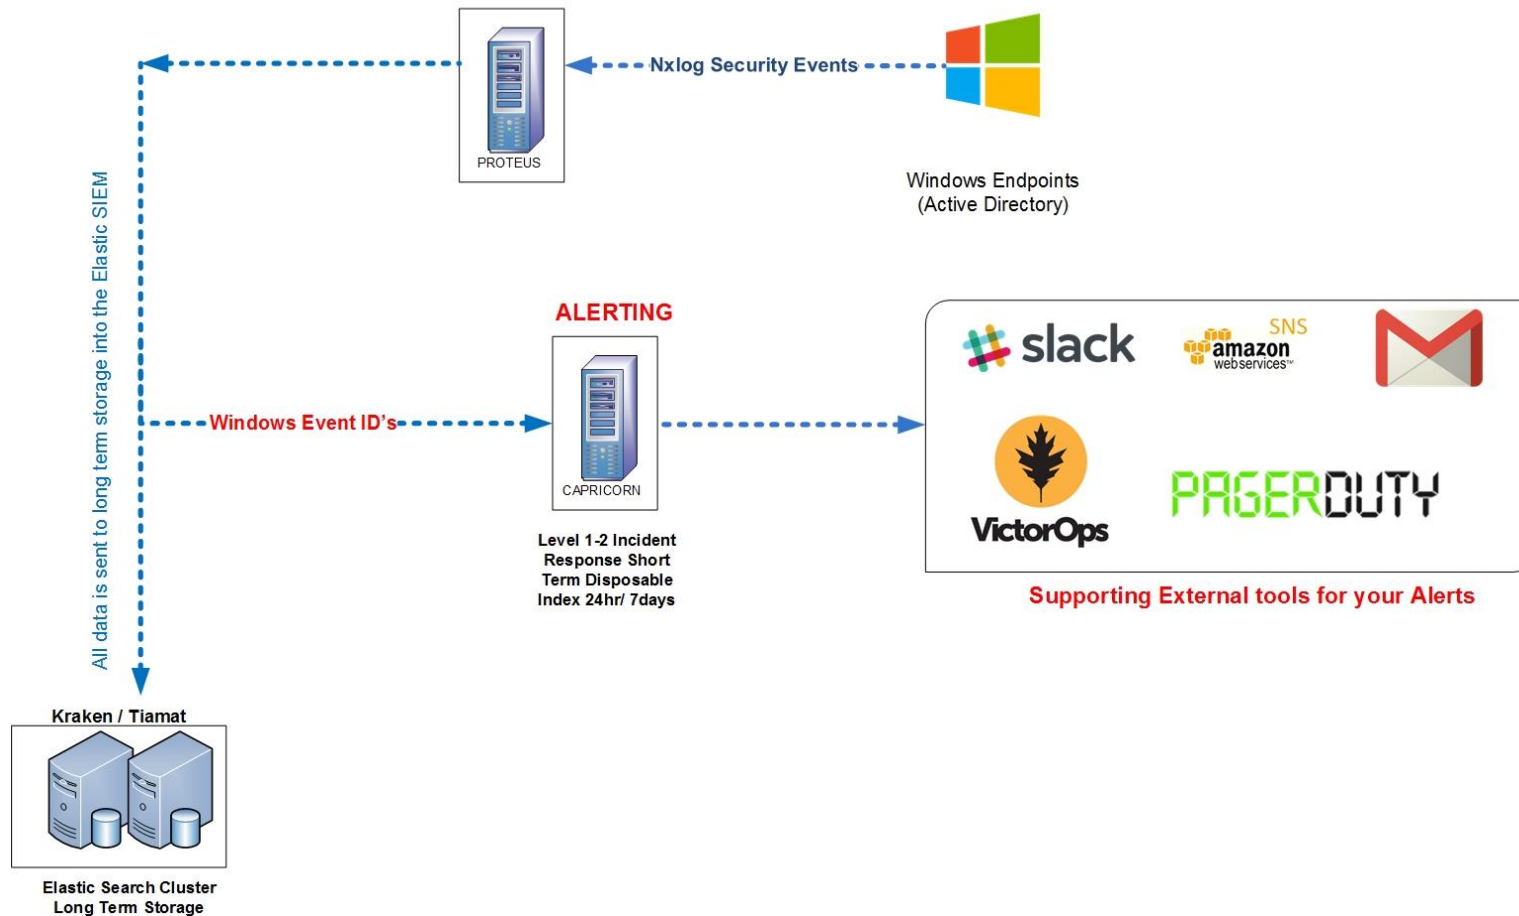 Nxlog Security Events
PROTEUS
Windows Endpoints
(Active Directory)
All data is sent to long term storage into the Elastic SIEM
ALERTING
Windows Event ID's
CAPRICORN
Level 1-2 Incident
Response Short
Term Disposable
Index 24hr/ 7days
slack
SNS
amazon
webservices™
VictorOps
PAGERDUTY
Supporting External tools for your Alerts
Kraken / Tiamat
Elastic Search Cluster
Long Term Storage